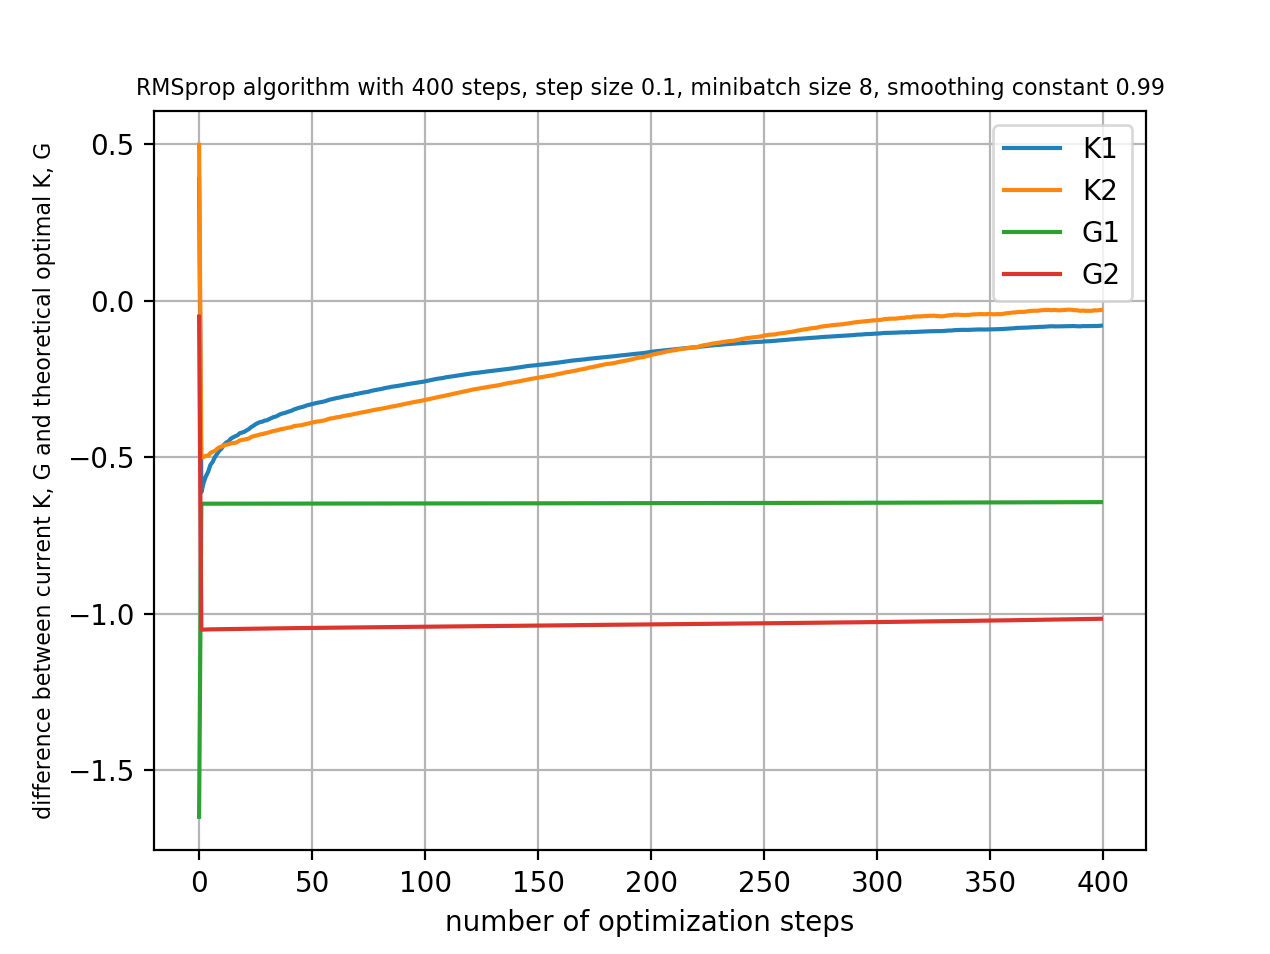 RMSprop algorithm with 400 steps, step size 0.1, minibatch size 8, smoothing constant 0.99
difference between current K, G and theoretical optimal K, G
0.5
0.0
−0.5
−1.0
−1.5
K1
K2
G1
G2
0 50 100 150 200 250 300 350 400
number of optimization steps